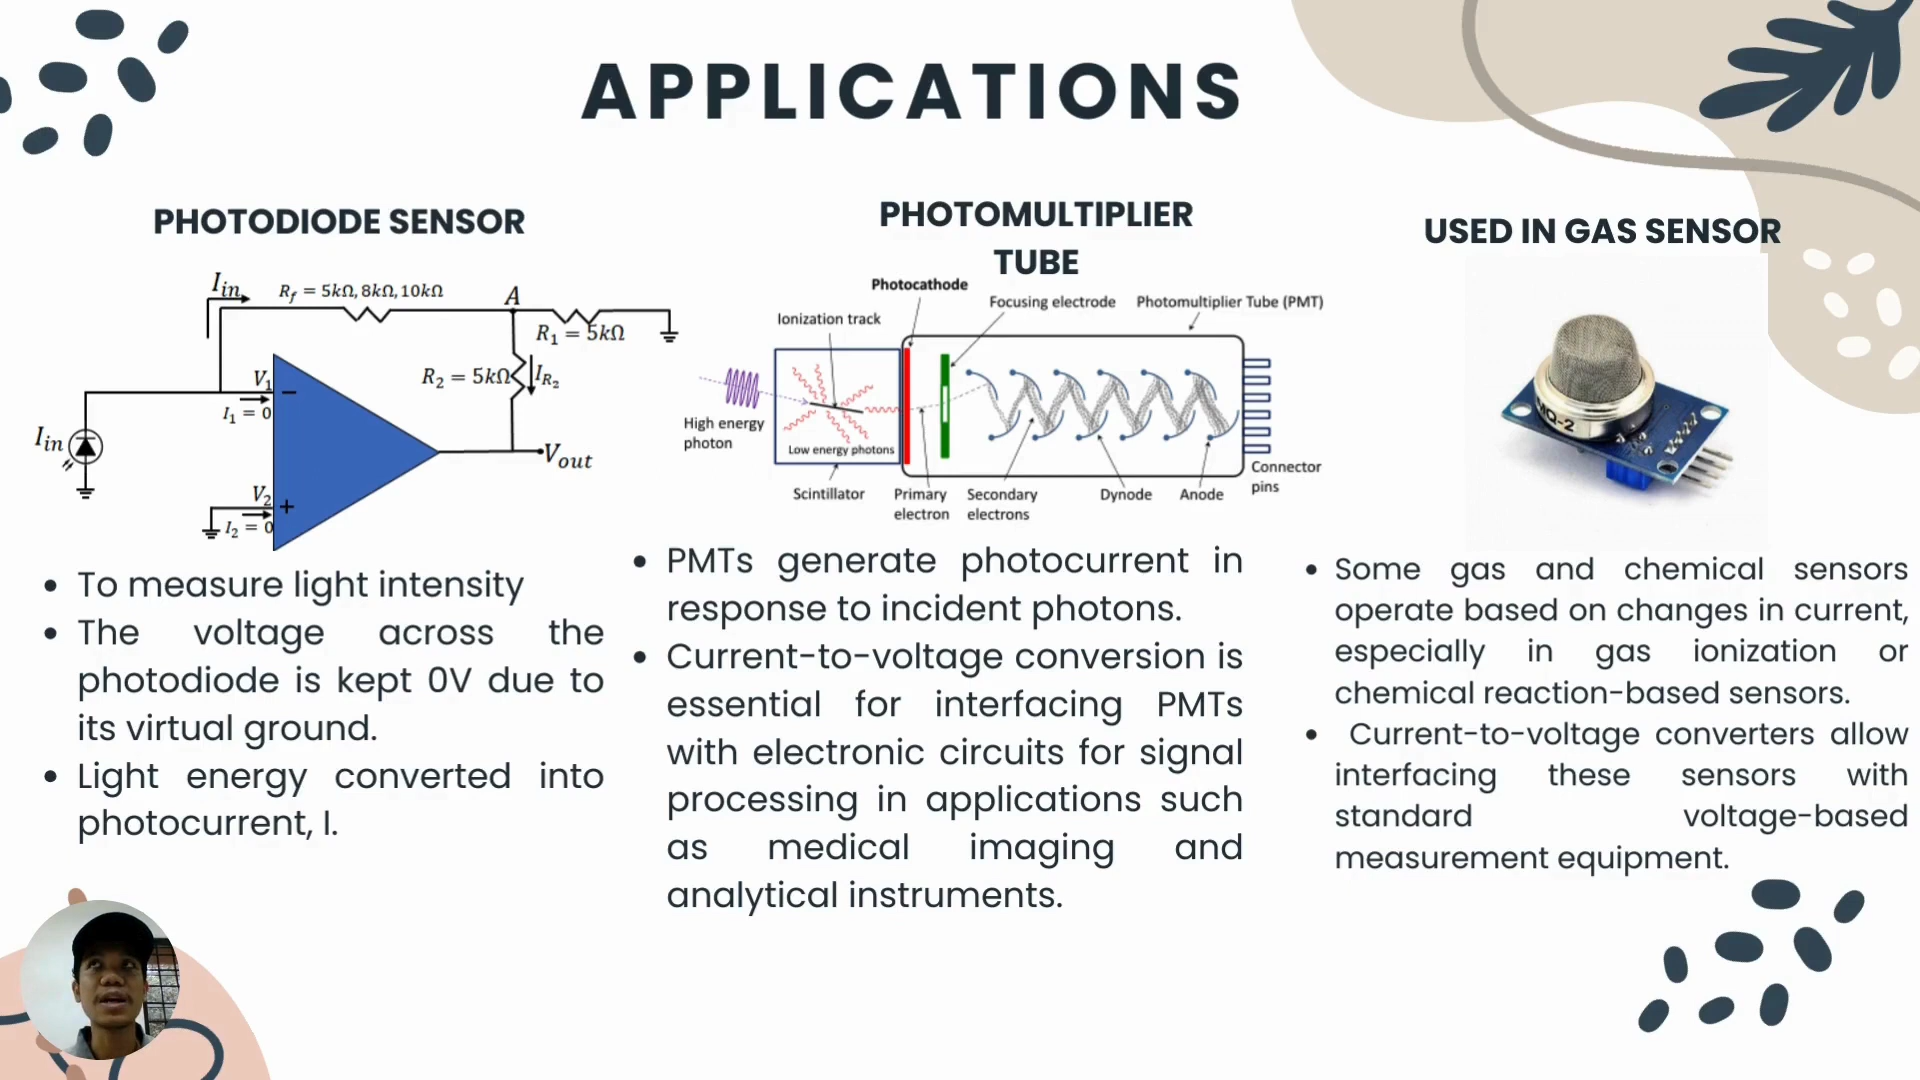 APPLICATIONS
PHOTODIODE SENSOR
I_in
R_f = 5kΩ, 8kΩ, 10kΩ
A
R_1 = 5kΩ
R_2 = 5kΩ
I_R_2
V_1
−
I_1 = 0
I_in
V_out
V_2
+
I_2 = 0
• To measure light intensity
• The voltage across the
photodiode is kept 0V due to
its virtual ground.
• Light energy converted into
photocurrent, I.
PHOTOMULTIPLIER
TUBE
Photocathode
Focusing electrode
Photomultiplier Tube (PMT)
Ionization track
High energy
photon
Low energy photons
Scintillator
Primary
electron
Secondary
electrons
Dynode
Anode
Connector
pins
• PMTs generate photocurrent in
response to incident photons.
• Current-to-voltage conversion is
essential for interfacing PMTs
with electronic circuits for signal
processing in applications such
as medical imaging and
analytical instruments.
USED IN GAS SENSOR
MQ-2
• Some gas and chemical sensors
operate based on changes in current,
especially in gas ionization or
chemical reaction-based sensors.
• Current-to-voltage converters allow
interfacing these sensors with
standard voltage-based
measurement equipment.